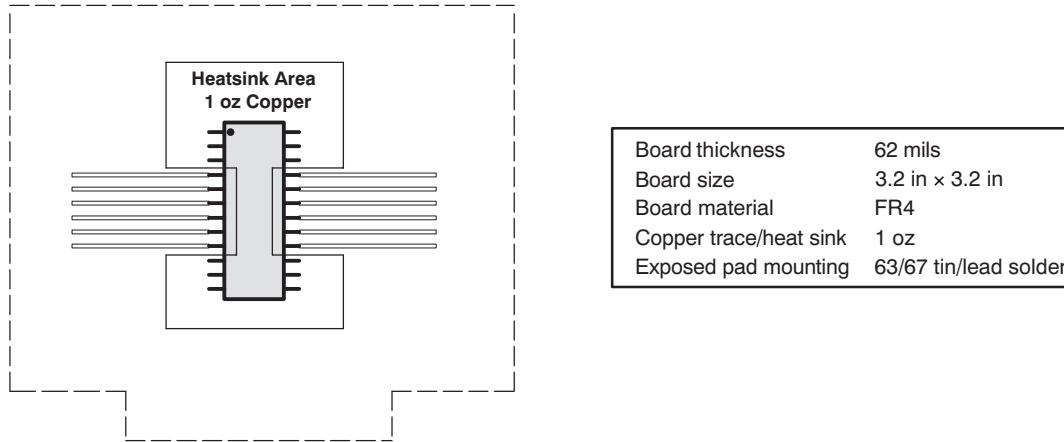 Heatsink Area
1 oz Copper
Board thickness 62 mils
Board size 3.2 in × 3.2 in
Board material FR4
Copper trace/heat sink 1 oz
Exposed pad mounting 63/67 tin/lead solder